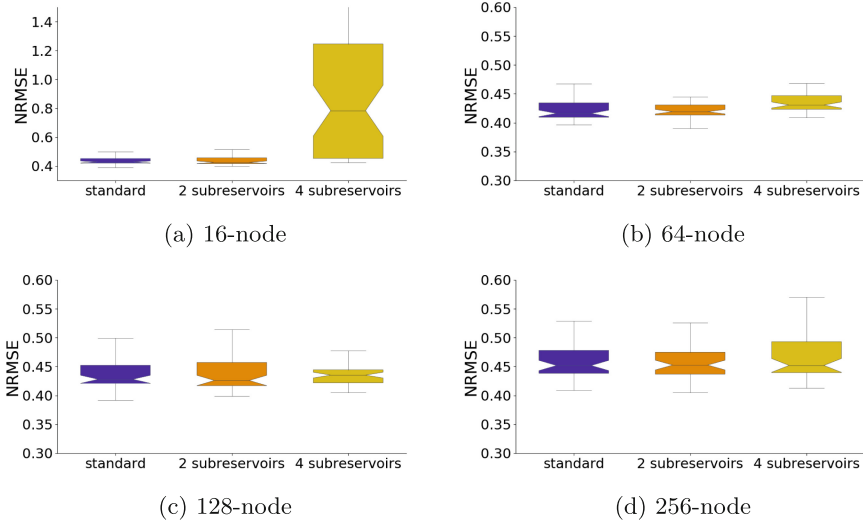 NRMSE
1.4
1.2
1.0
0.8
0.6
0.4
standard 2 subreservoirs 4 subreservoirs
(a) 16-node
NRMSE
0.60
0.55
0.50
0.45
0.40
0.35
0.30
standard 2 subreservoirs 4 subreservoirs
(b) 64-node
NRMSE
0.60
0.55
0.50
0.45
0.40
0.35
0.30
standard 2 subreservoirs 4 subreservoirs
(c) 128-node
NRMSE
0.60
0.55
0.50
0.45
0.40
0.35
0.30
standard 2 subreservoirs 4 subreservoirs
(d) 256-node